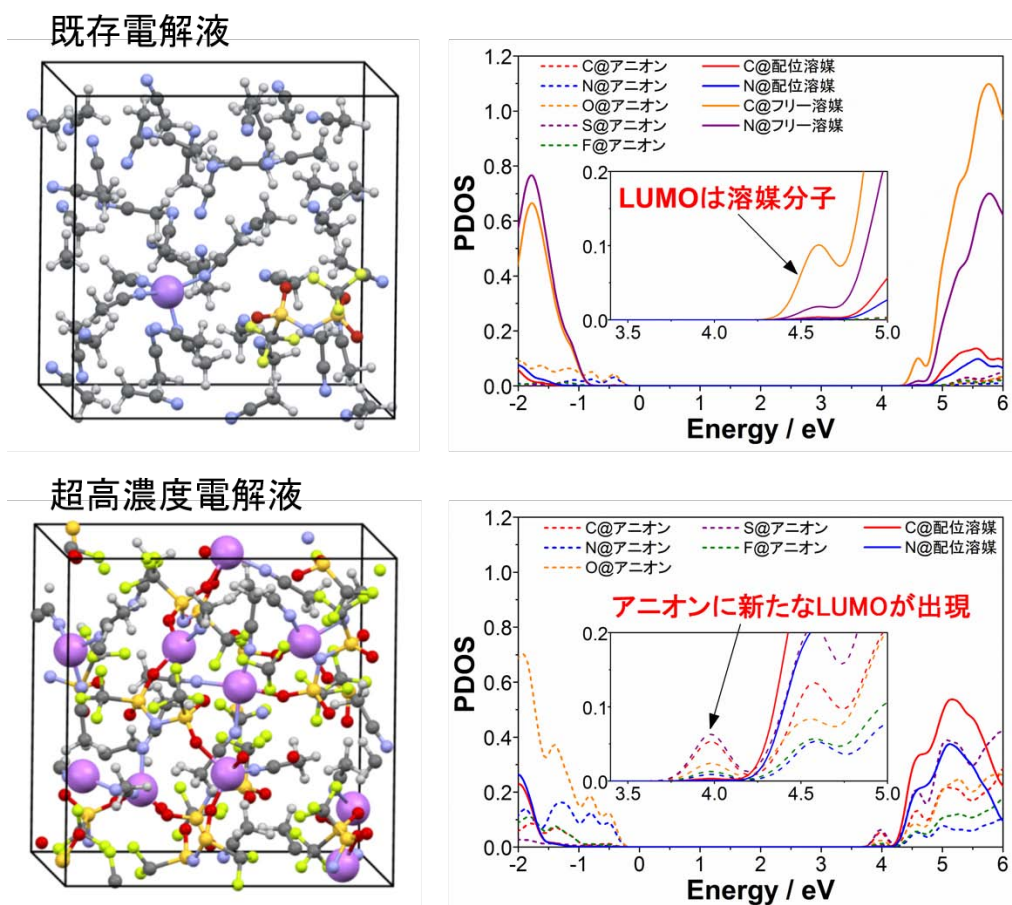 既存電解液
1.2
1.0
0.8
0.6
0.4
0.2
0.0
PDOS
C@アニオン
N@アニオン
O@アニオン
S@アニオン
F@アニオン
C@配位溶媒
N@配位溶媒
C@フリー溶媒
N@フリー溶媒
0.2
0.1
0.0
LUMOは溶媒分子
3.5 4.0 4.5 5.0
-2 -1 0 1 2 3 4 5 6
Energy / eV
超高濃度電解液
1.2
1.0
0.8
0.6
0.4
0.2
0.0
PDOS
C@アニオン
N@アニオン
O@アニオン
S@アニオン
F@アニオン
C@配位溶媒
N@配位溶媒
アニオンに新たなLUMOが出現
0.2
0.1
0.0
3.5 4.0 4.5 5.0
-2 -1 0 1 2 3 4 5 6
Energy / eV